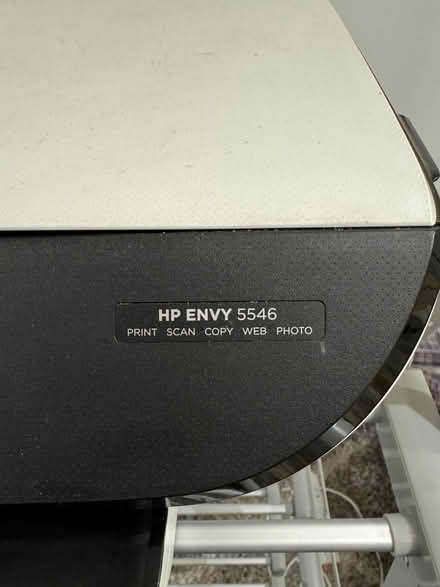 HP ENVY 5546
PRINT SCAN COPY WEB PHOTO